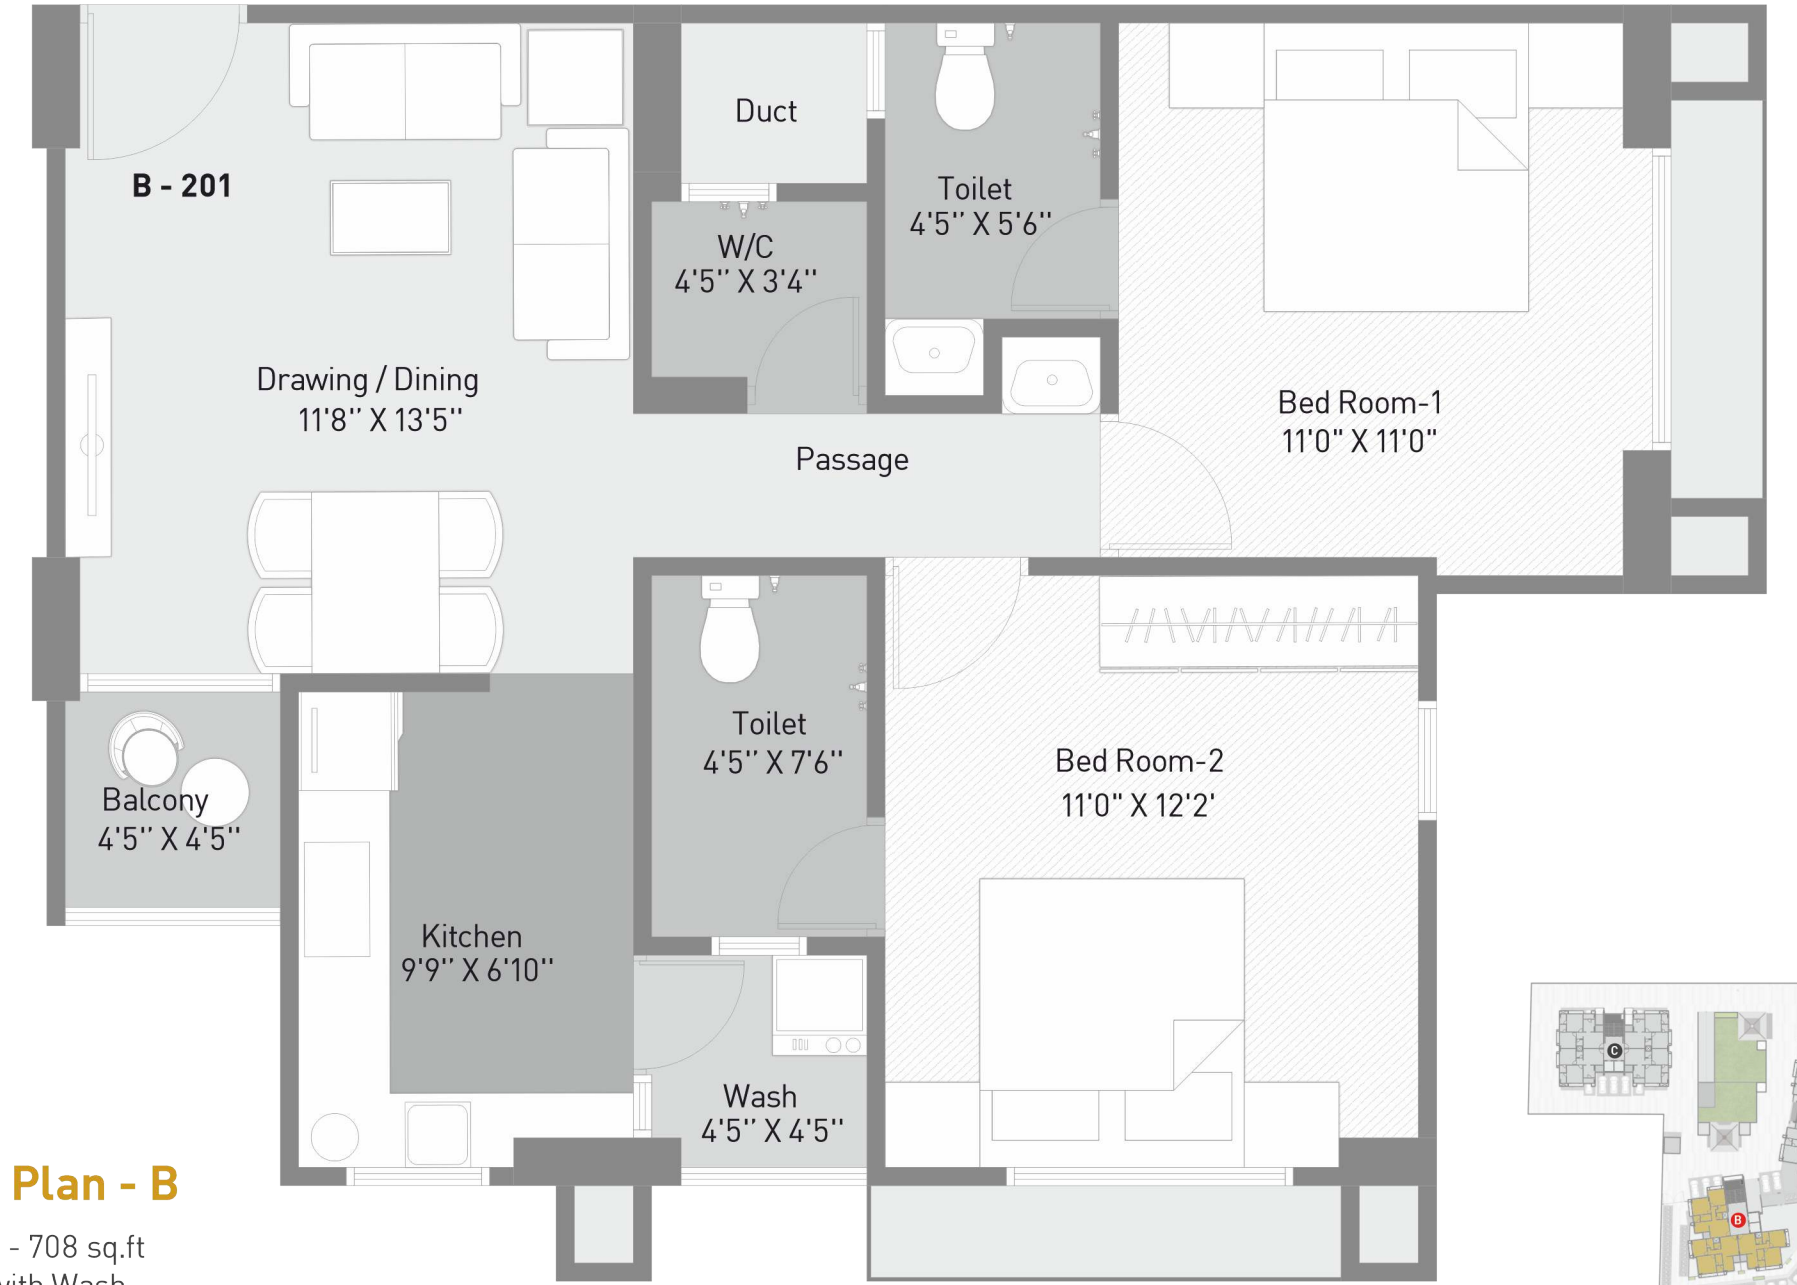 Duct
B - 201
Toilet
4'5'' X 5'6''
W/C
4'5'' X 3'4''
Drawing / Dining
11'8'' X 13'5''
Bed Room-1
11'0" X 11'0"
Passage
Toilet
4'5'' X 7'6''
Bed Room-2
11'0" X 12'2'
Balcony
4'5'' X 4'5''
Kitchen
9'9'' X 6'10''
Wash
4'5'' X 4'5''
C
B
Plan - B
- 708 sq.ft
with Wash